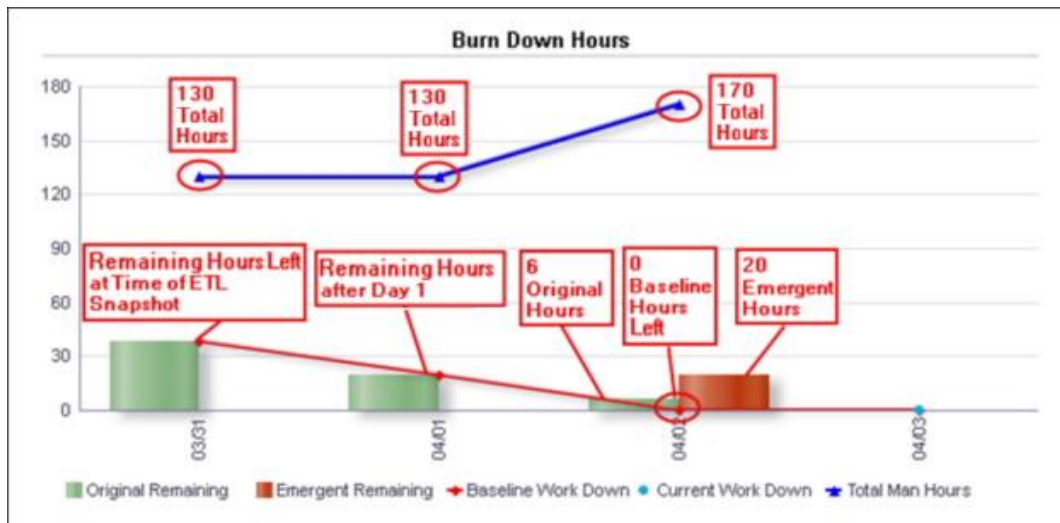 Burn Down Hours
180
150
120
90
60
30
0
130
Total
Hours
130
Total
Hours
170
Total
Hours
Remaining Hours Left
at Time of ETL
Snapshot
Remaining Hours
after Day 1
6
Original
Hours
0
Baseline
Hours
Left
20
Emergent
Hours
03/31
04/01
04/02
04/03
Original Remaining
Emergent Remaining
Baseline Work Down
Current Work Down
Total Man Hours